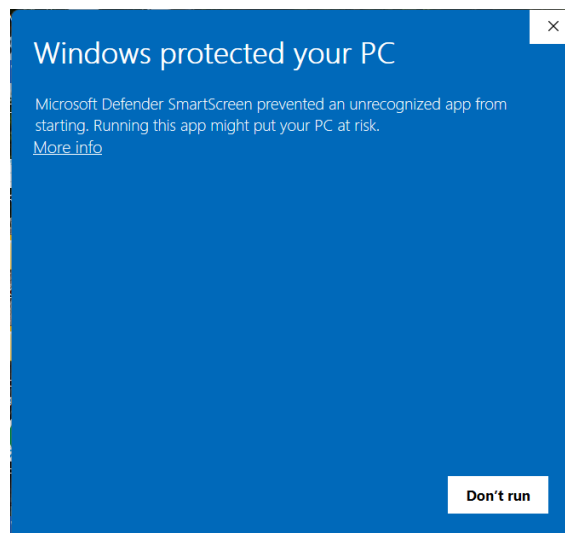 Windows protected your PC
Microsoft Defender SmartScreen prevented an unrecognized app from
starting. Running this app might put your PC at risk.
More info
Don't run